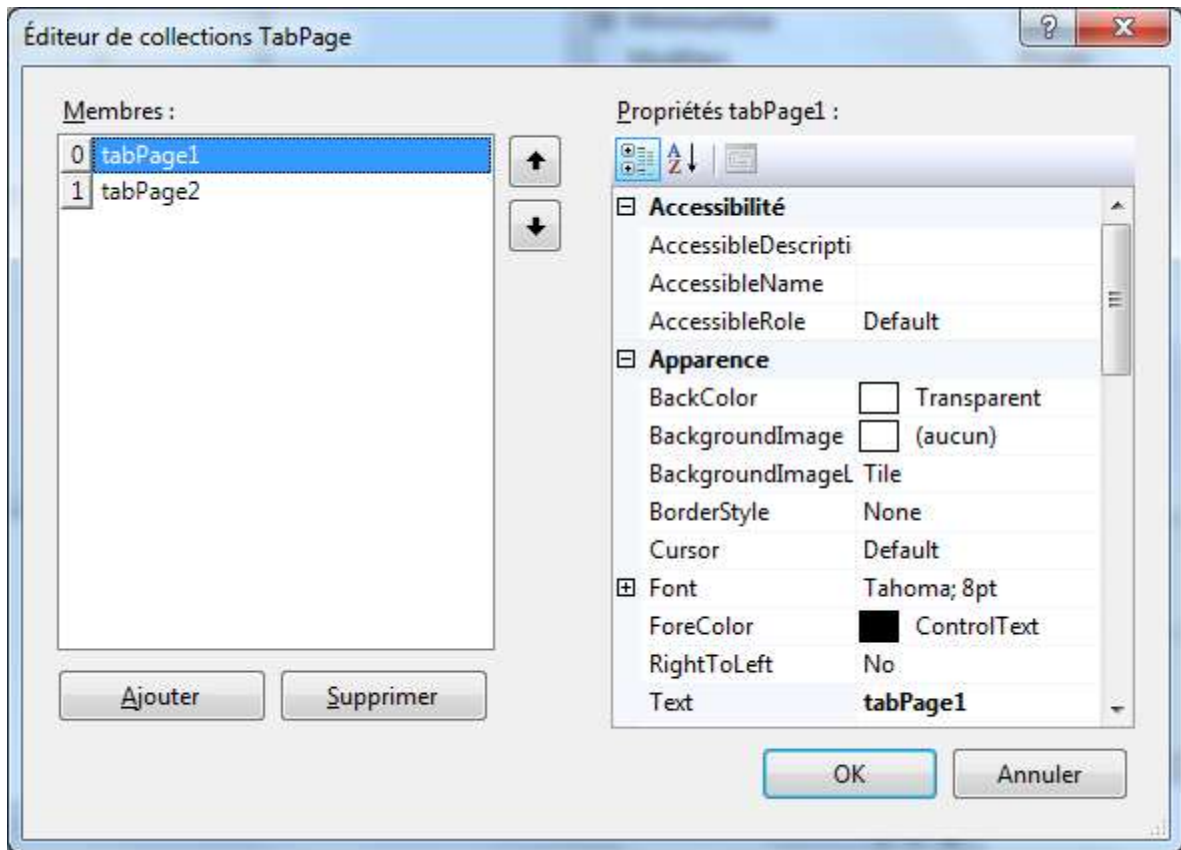 Éditeur de collections TabPage
Membres :
0 tabPage1
1 tabPage2
Ajouter
Supprimer
Propriétés tabPage1 :
Accessibilité
AccessibleDescripti
AccessibleName
AccessibleRole Default
Apparence
BackColor Transparent
BackgroundImage (aucun)
BackgroundImageL Tile
BorderStyle None
Cursor Default
Font Tahoma; 8pt
ForeColor ControlText
RightToLeft No
Text tabPage1
OK
Annuler